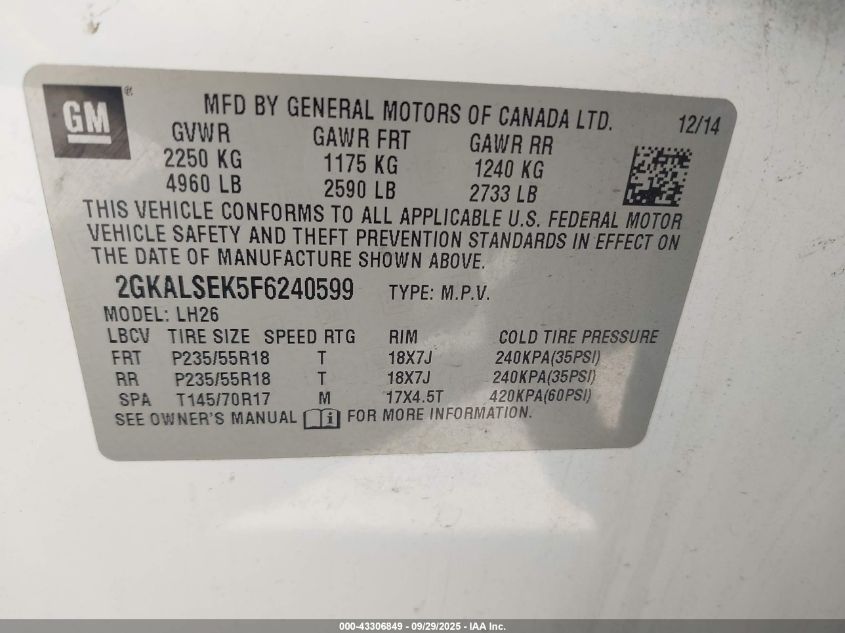 GM ®
MFD BY GENERAL MOTORS OF CANADA LTD. 12/14
GVWR GAWR FRT GAWR RR
2250 KG 1175 KG 1240 KG
4960 LB 2590 LB 2733 LB
THIS VEHICLE CONFORMS TO ALL APPLICABLE U.S. FEDERAL MOTOR
VEHICLE SAFETY AND THEFT PREVENTION STANDARDS IN EFFECT ON
THE DATE OF MANUFACTURE SHOWN ABOVE.
2GKALSEK5F6240599 TYPE: M.P.V.
MODEL: LH26
LBCV TIRE SIZE SPEED RTG RIM COLD TIRE PRESSURE
FRT P235/55R18 T 18X7J 240KPA(35PSI)
RR P235/55R18 T 18X7J 240KPA(35PSI)
SPA T145/70R17 M 17X4.5T 420KPA(60PSI)
SEE OWNER'S MANUAL FOR MORE INFORMATION.
000-43306849 - 09/29/2025 - IAA Inc.